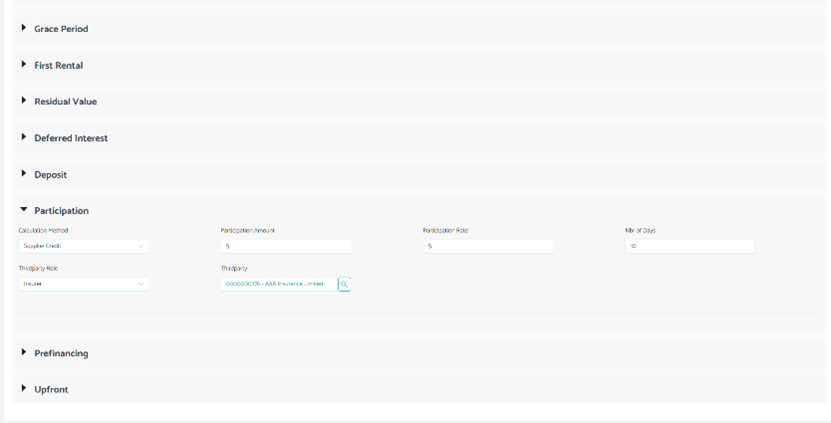 Grace Period
First Rental
Residual Value
Deferred Interest
Deposit
Participation
Calculation Method Participation Amount Participation Rate Nbr of Days
Supplier Credit 5 5 10
Thirdparty Role Thirdparty
Insurer 0000000776 - AXA Insurance Limited
Prefinancing
Upfront